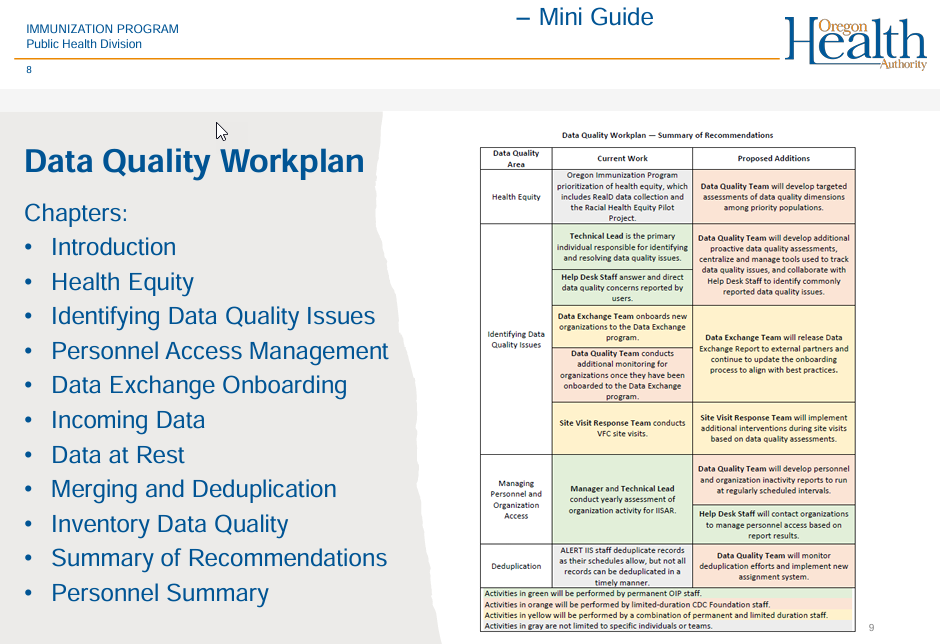 – Mini Guide
IMMUNIZATION PROGRAM
Public Health Division
8
Oregon
Health
Authority
Data Quality Workplan
Chapters:
• Introduction
• Health Equity
• Identifying Data Quality Issues
• Personnel Access Management
• Data Exchange Onboarding
• Incoming Data
• Data at Rest
• Merging and Deduplication
• Inventory Data Quality
• Summary of Recommendations
• Personnel Summary
Data Quality Workplan — Summary of Recommendations
Data Quality
Area
Current Work
Proposed Additions
Health Equity
Oregon Immunization Program
prioritization of health equity, which
includes RealD data collection and
the Racial Health Equity Pilot
Project.
Data Quality Team will develop targeted
assessments of data quality dimensions
among priority populations.
Identifying Data
Quality Issues
Technical Lead is the primary
individual responsible for identifying
and resolving data quality issues.
Help Desk Staff answer and direct
data quality concerns reported by
users.
Data Quality Team will develop additional
proactive data quality assessments,
centralize and manage tools used to track
data quality issues, and collaborate with
Help Desk Staff to identify commonly
reported data quality issues.
Data Exchange Team onboards new
organizations to the Data Exchange
program.
Data Quality Team conducts
additional monitoring for
organizations once they have been
onboarded to the Data Exchange
program.
Data Exchange Team will release Data
Exchange Report to external partners and
continue to update the onboarding
process to align with best practices.
Site Visit Response Team conducts
VFC site visits.
Site Visit Response Team will implement
additional interventions during site visits
based on data quality assessments.
Managing
Personnel and
Organization
Access
Manager and Technical Lead
conduct yearly assessment of
organization activity for IISAR.
Data Quality Team will develop personnel
and organization inactivity reports to run
at regularly scheduled intervals.
Help Desk Staff will contact organizations
to manage personnel access based on
report results.
Deduplication
ALERT IIS staff deduplicate records
as their schedules allow, but not all
records can be deduplicated in a
timely manner.
Data Quality Team will monitor
deduplication efforts and implement new
assignment system.
Activities in green will be performed by permanent OIP staff.
Activities in orange will be performed by limited-duration CDC Foundation staff.
Activities in yellow will be performed by a combination of permanent and limited duration staff.
Activities in gray are not limited to specific individuals or teams.
9